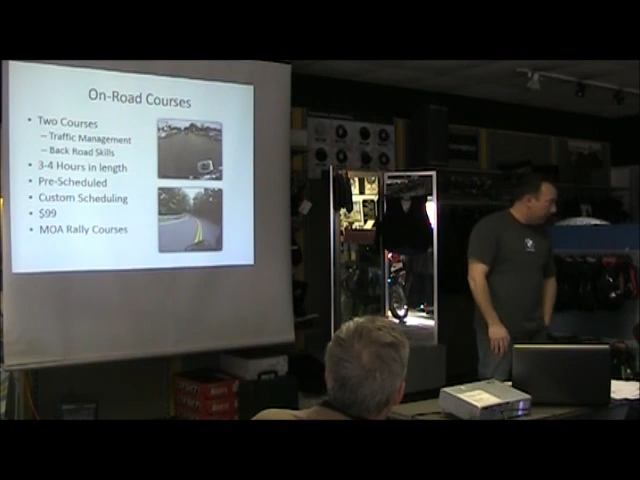 On-Road Courses
• Two Courses
– Traffic Management
– Back Road Skills
• 3-4 Hours in length
• Pre-Scheduled
• Custom Scheduling
• $99
• MOA Rally Courses